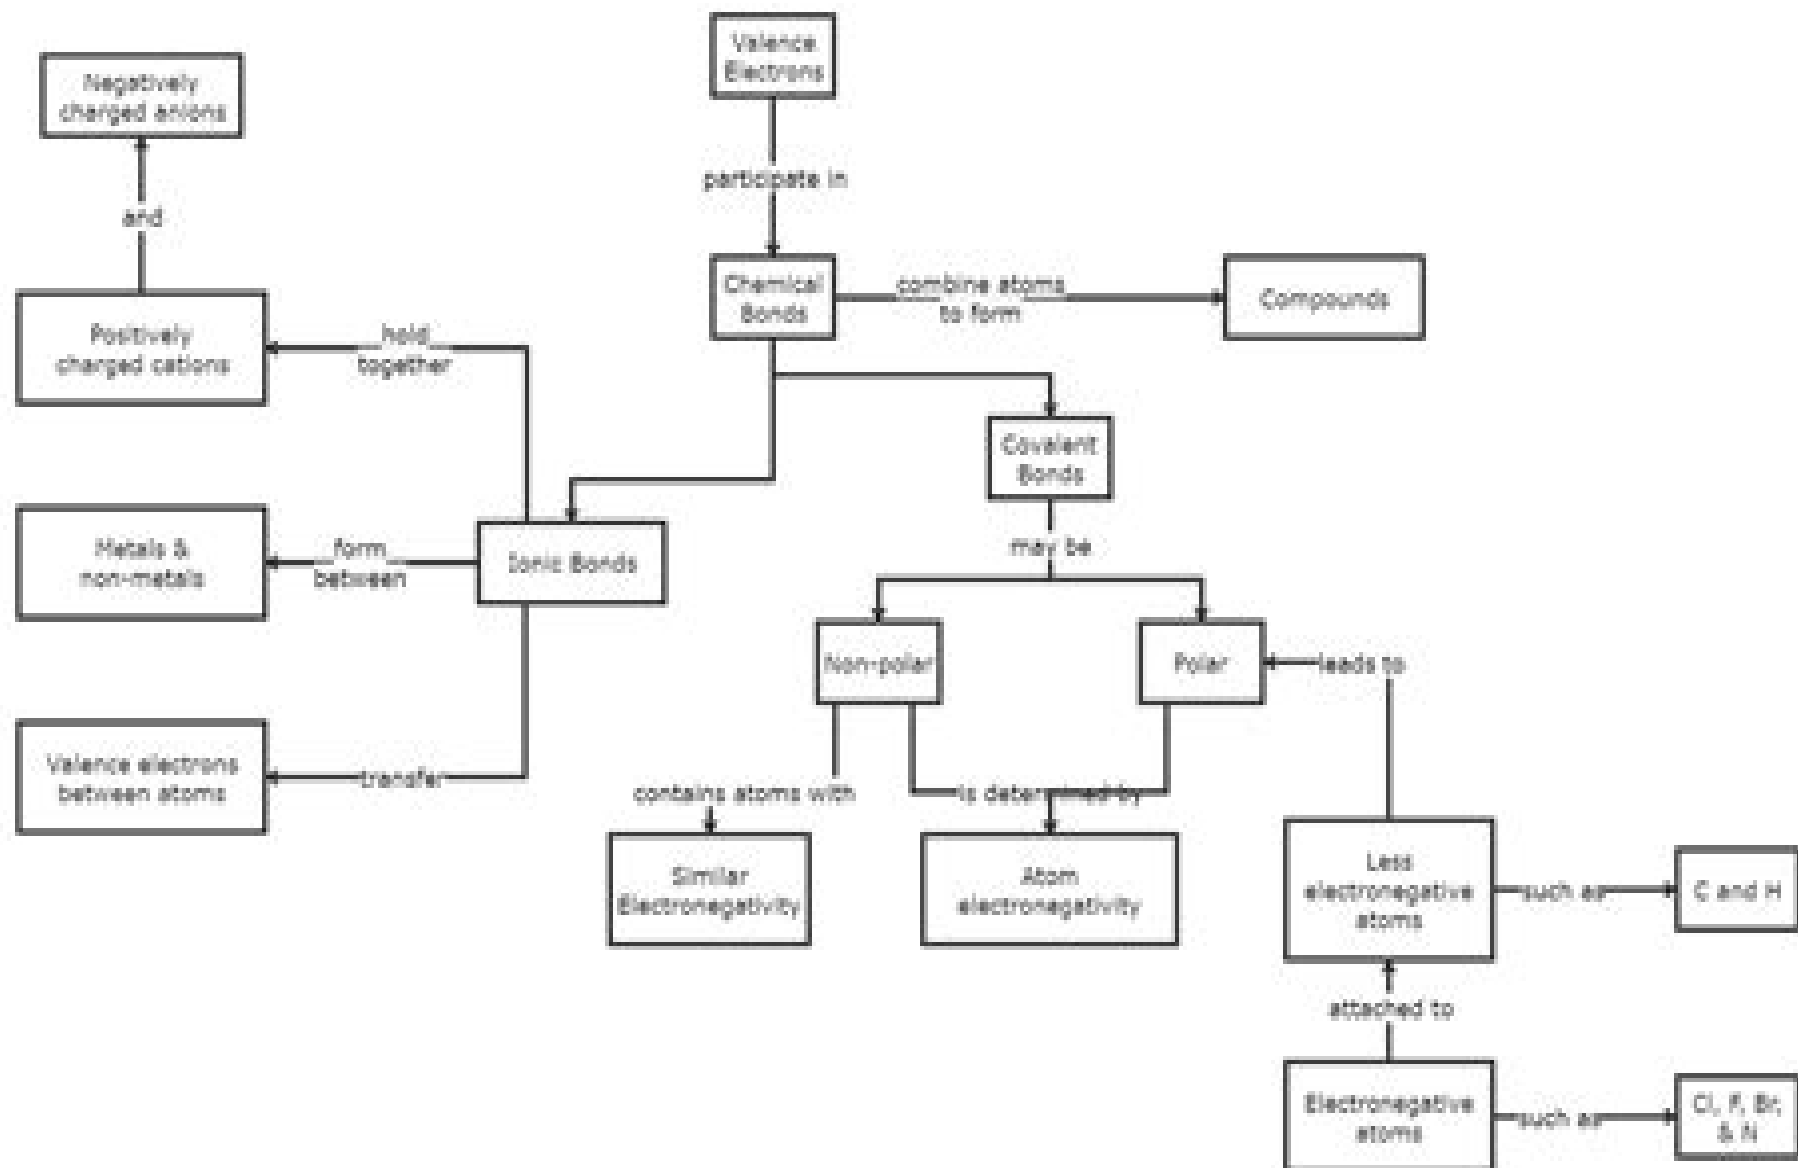 Valence
Electrons
Negatively
charged anions
participate in
and
Chemical
Bonds
combine atoms
to form
Compounds
Positively
charged cations
hold
together
Covalent
Bonds
Metals &
non-metals
form
between
Ionic Bonds
may be
Non-polar
Polar
leads to
Valence electrons
between atoms
transfer
contains atoms with
is determined by
Similar
Electronegativity
Atom
electronegativity
Less
electronegative
atoms
such as
C and H
attached to
Electronegative
atoms
such as
Cl, F, Br,
& N